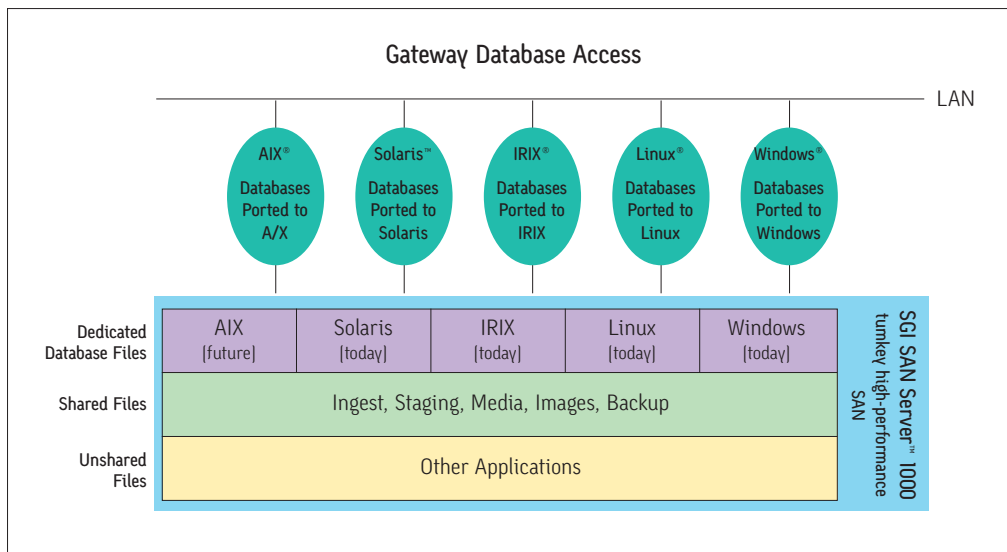 Gateway Database Access
LAN
AIX®
Databases
Ported to
A/X
Solaris™
Databases
Ported to
Solaris
IRIX®
Databases
Ported to
IRIX
Linux®
Databases
Ported to
Linux
Windows®
Databases
Ported to
Windows
Dedicated
Database Files
AIX
(future)
Solaris
(today)
IRIX
(today)
Linux
(today)
Windows
(today)
Shared Files
Ingest, Staging, Media, Images, Backup
Unshared
Files
Other Applications
SGI SAN Server™ 1000
tumkey high-performance
SAN